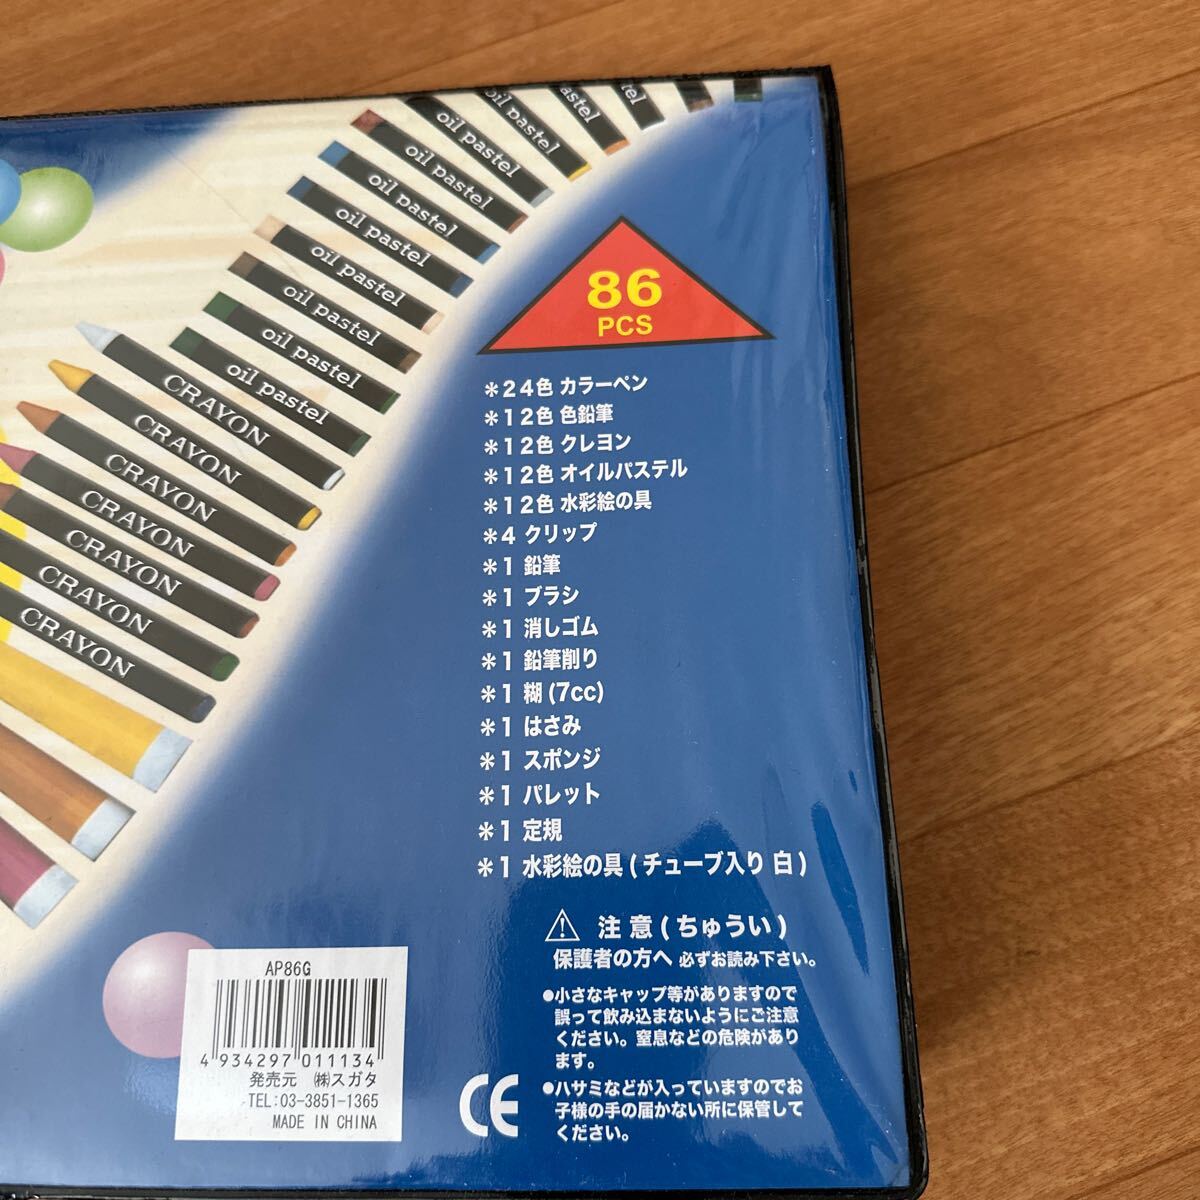 oil pastel
oil pastel
oil pastel
oil pastel
oil pastel
oil pastel
oil pastel
oil pastel
oil pastel
oil pastel
CRAYON
CRAYON
CRAYON
CRAYON
CRAYON
CRAYON
86
PCS
*24色 カラーペン
*12色 色鉛筆
*12色 クレヨン
*12色 オイルパステル
*12色 水彩絵の具
*4 クリップ
*1 鉛筆
*1 ブラシ
*1 消しゴム
*1 鉛筆削り
*1 糊(7cc)
*1 はさみ
*1 スポンジ
*1 パレット
*1 定規
*1 水彩絵の具(チューブ入り 白)
注意(ちゅうい)
保護者の方へ 必ずお読み下さい。
●小さなキャップ等がありますので
誤って飲み込まないようにご注意
ください。窒息などの危険があり
ます。
●ハサミなどが入っていますのでお
子様の手の届かない所に保管して
ください。
CE
AP86G
4 934297 011134
発売元 ㈱スガタ
TEL:03-3851-1365
MADE IN CHINA